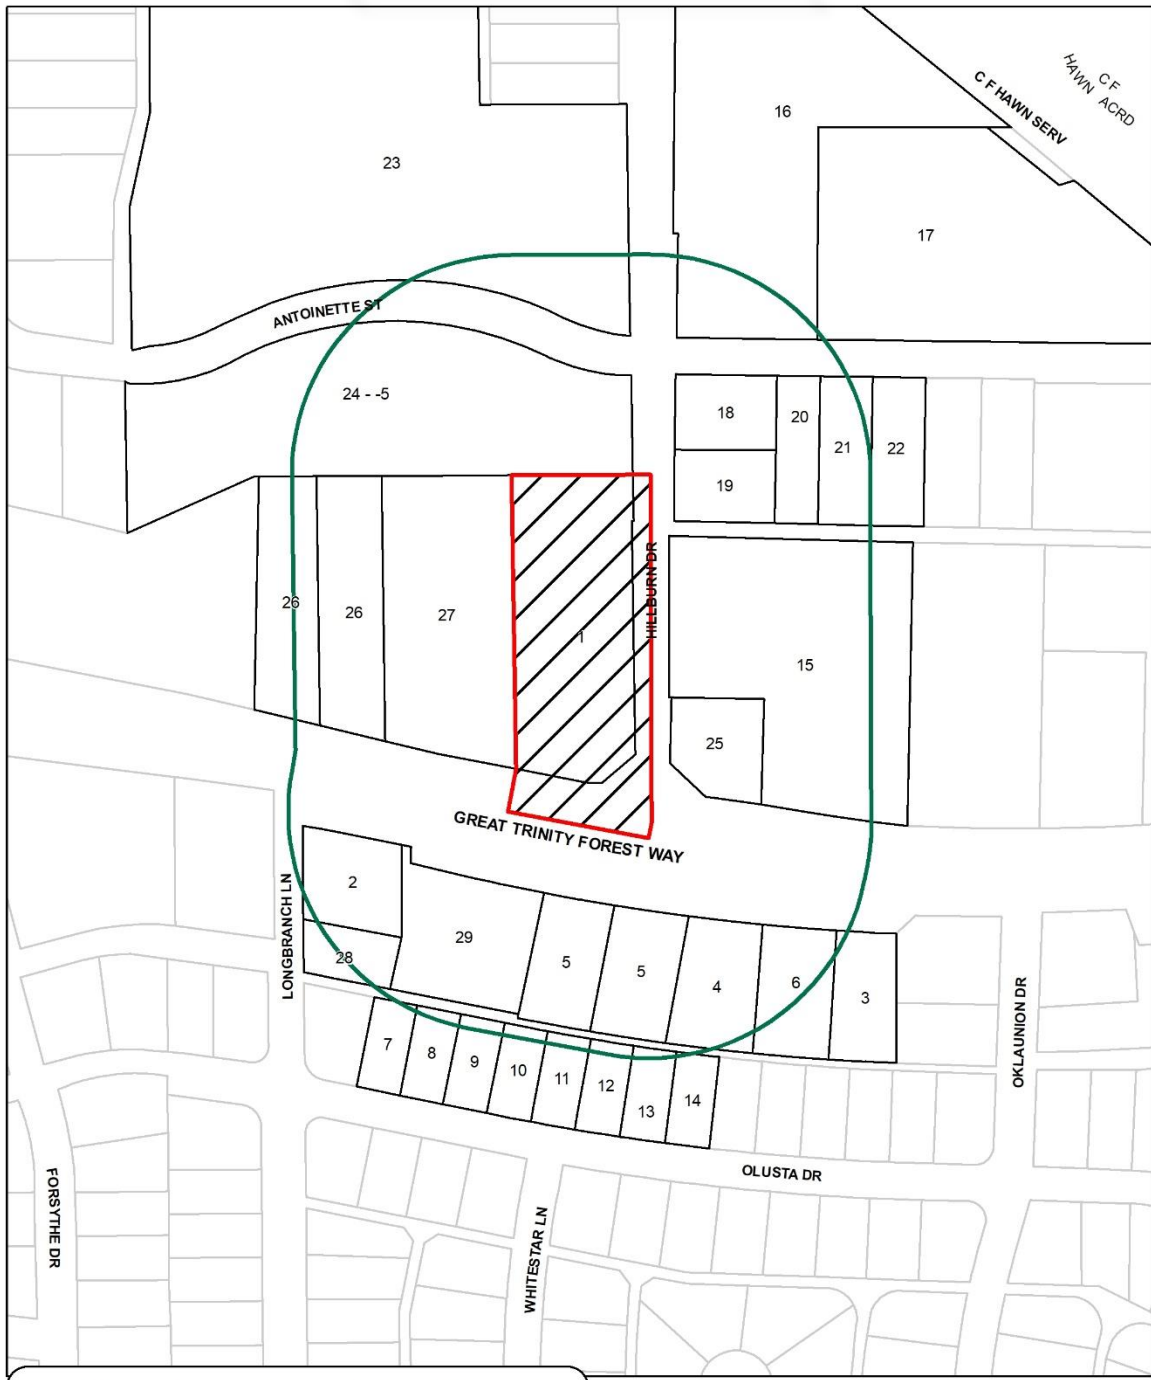 C F
HAWN ACRD
C F HAWN SERV
16
23
17
ANTOINETTE ST
24 - -5
18
20
21
22
19
HILLBURN DR
26
26
27
1
15
25
GREAT TRINITY FOREST WAY
LONGBRANCH LN
2
29
28
5
5
4
6
3
OKLAUNION DR
7
8
9
10
11
12
13
14
OLUSTA DR
FORSYTHE DR
WHITESTAR LN